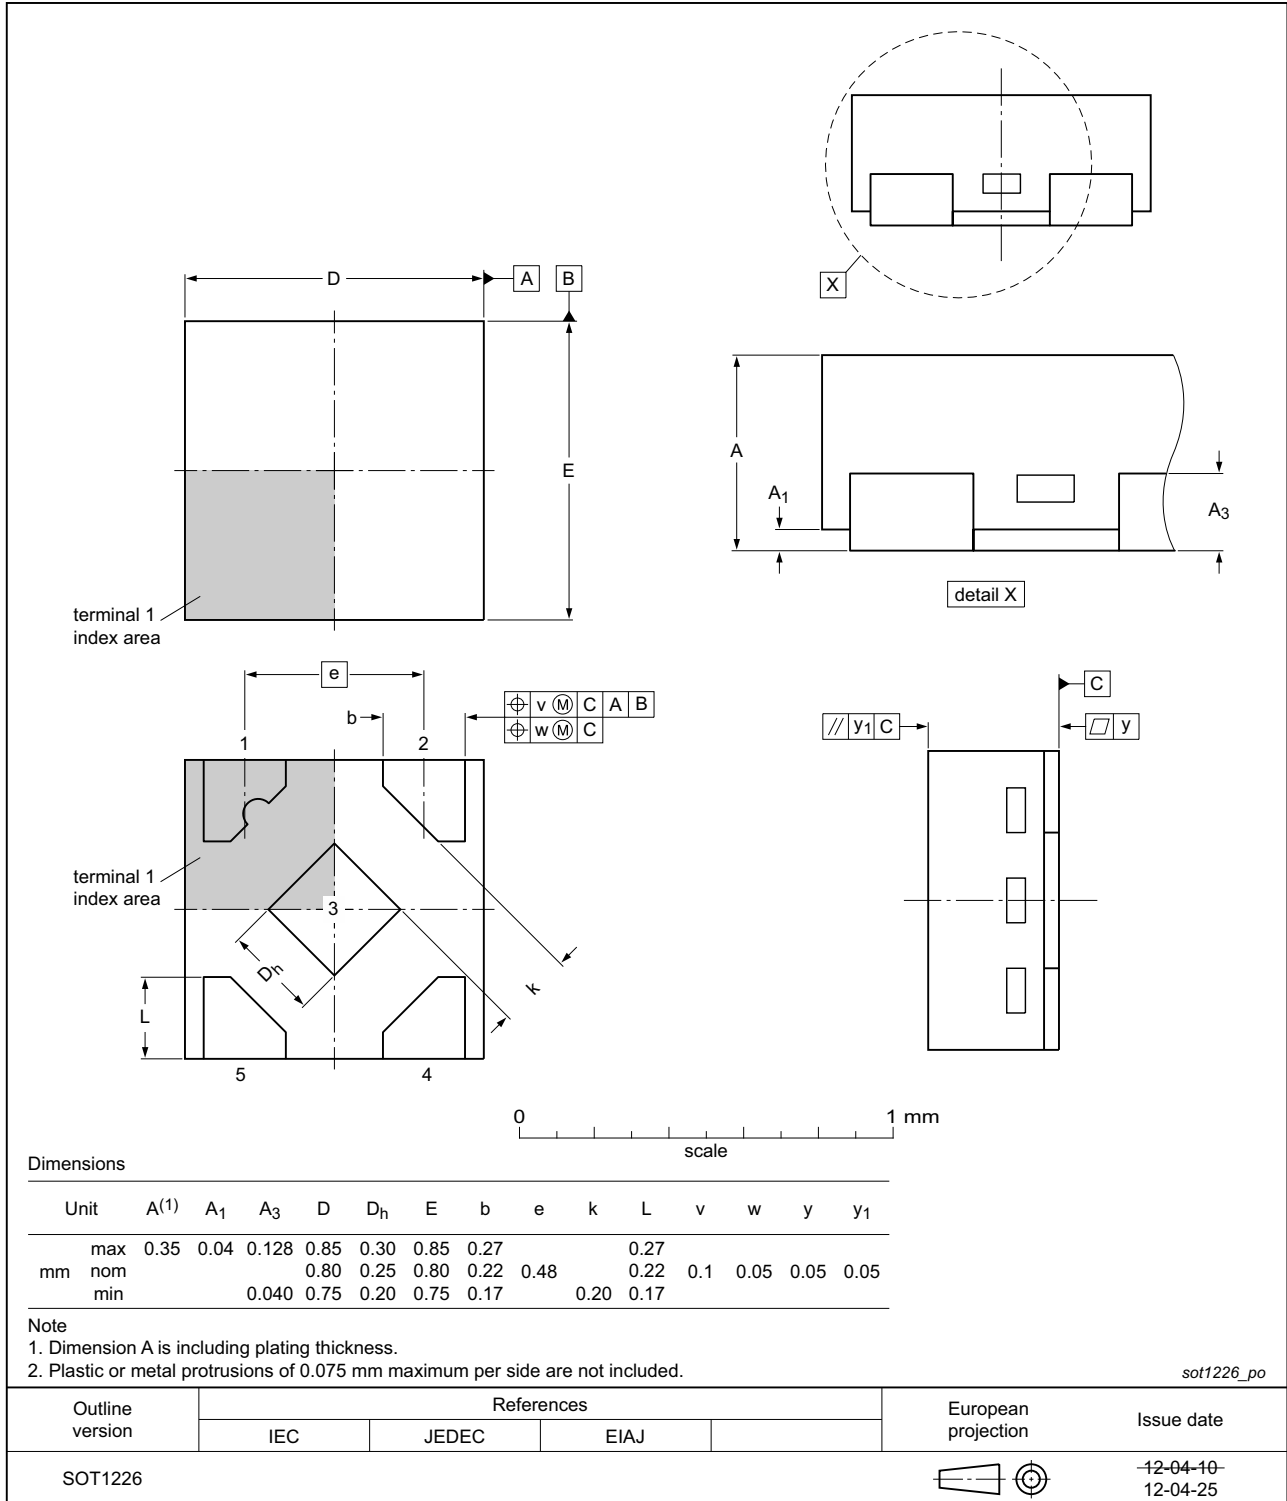 X
D A B
A
E
A1
A3
detail X
terminal 1
index area
e
C
b v M C A B
w M C
// y1 C
y
1 2
terminal 1
index area
3
Dh
k
L
5 4
0 1 mm
scale
Dimensions
Unit A(1) A1 A3 D Dh E b e k L v w y y1
max 0.35 0.04 0.128 0.85 0.30 0.85 0.27 0.27
mm nom 0.80 0.25 0.80 0.22 0.48 0.22 0.1 0.05 0.05 0.05
min 0.040 0.75 0.20 0.75 0.17 0.20 0.17
Note
1. Dimension A is including plating thickness.
2. Plastic or metal protrusions of 0.075 mm maximum per side are not included.
sot1226_po
Outline
version
References
IEC JEDEC EIAJ
European
projection
Issue date
SOT1226
12-04-10
12-04-25